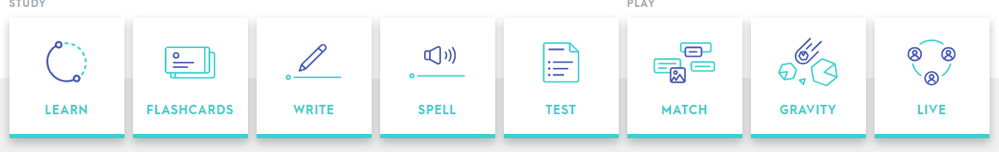 STUDY
PLAY
LEARN
FLASHCARDS
WRITE
SPELL
TEST
MATCH
GRAVITY
LIVE